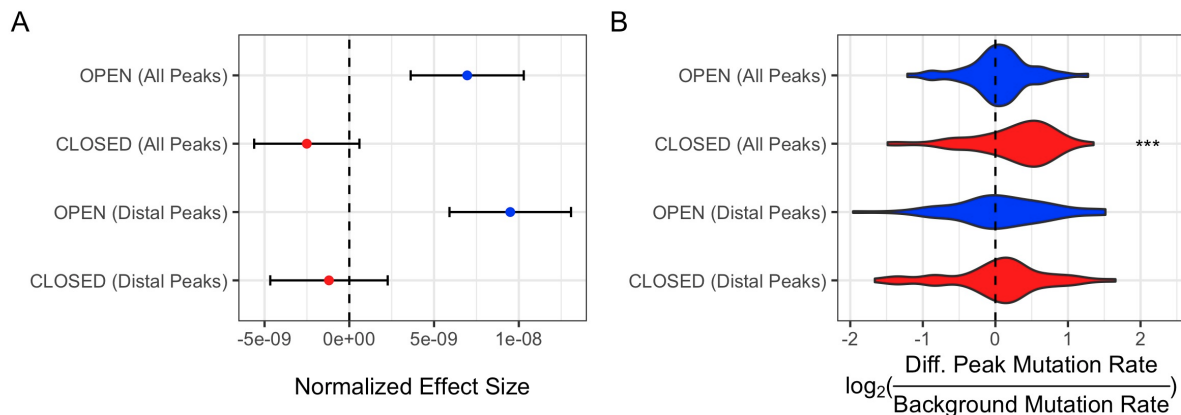 A
OPEN (All Peaks)
CLOSED (All Peaks)
OPEN (Distal Peaks)
CLOSED (Distal Peaks)
-5e-09 0e+00 5e-09 1e-08
Normalized Effect Size
B
OPEN (All Peaks)
CLOSED (All Peaks)
***
OPEN (Distal Peaks)
CLOSED (Distal Peaks)
-2 -1 0 1 2
Diff. Peak Mutation Rate
log₂( )
Background Mutation Rate